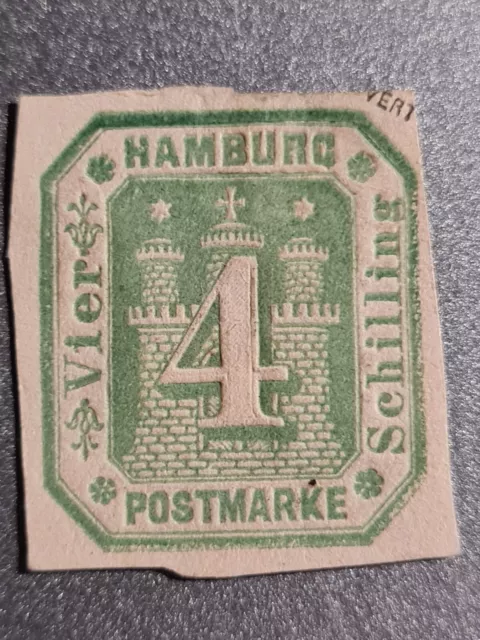 VERT
HAMBURG
Vier
4
Schilling
POSTMARKE